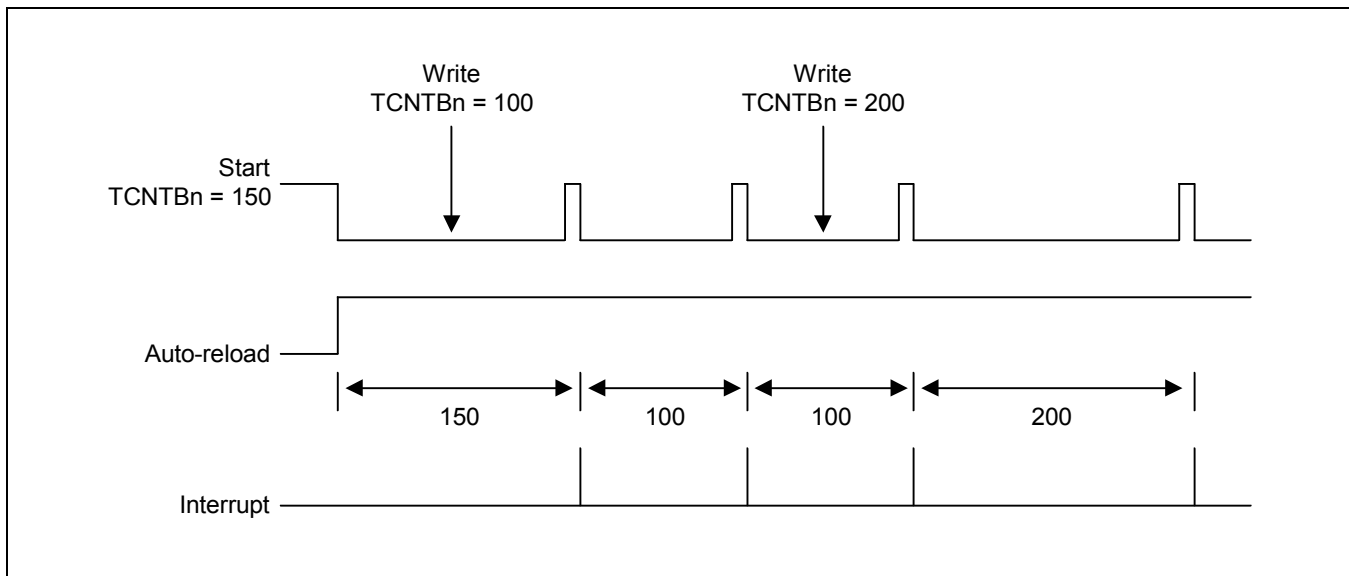 Write
TCNTBn = 100
Write
TCNTBn = 200
Start
TCNTBn = 150
Auto-reload
150
100
100
200
Interrupt